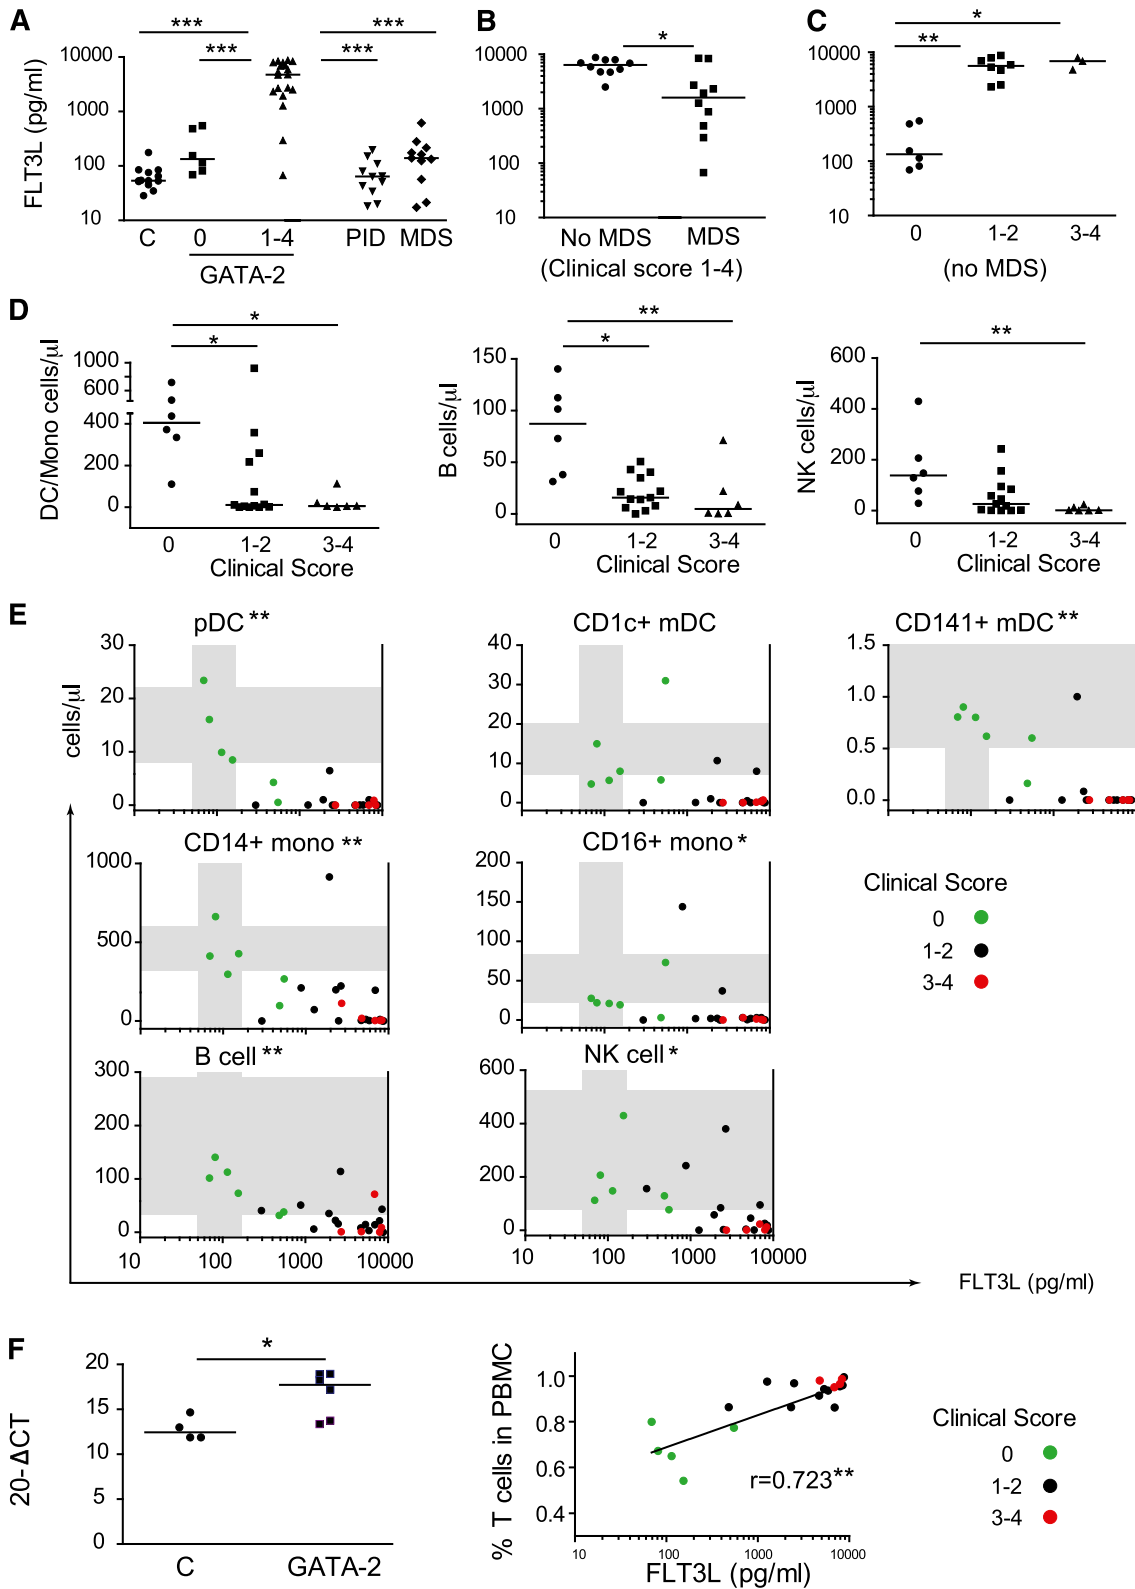 A
***
***
***
***
FLT3L (pg/ml)
10000
1000
100
10
C
0
1-4
PID
MDS
GATA-2
B
*
10000
1000
100
10
No MDS
MDS
(Clinical score 1-4)
C
*
**
10000
1000
100
10
0
1-2
3-4
(no MDS)
D
*
*
DC/Mono cells/µl
1000
600
400
200
0
0
1-2
3-4
Clinical Score
**
*
B cells/µl
150
100
50
0
0
1-2
3-4
Clinical Score
**
NK cells/µl
600
400
200
0
0
1-2
3-4
Clinical Score
E
pDC **
cells/µl
30
20
10
0
CD1c+ mDC
40
30
20
10
0
CD141+ mDC **
1.5
1.0
0.5
0.0
CD14+ mono **
1000
500
0
CD16+ mono *
200
150
100
50
0
Clinical Score
0
1-2
3-4
B cell **
300
200
100
0
10
100
1000
10000
NK cell *
600
400
200
0
10
100
1000
10000
FLT3L (pg/ml)
F
*
20-ΔCT
20
15
10
5
0
C
GATA-2
% T cells in PBMC
1.0
0.8
0.6
0.4
r=0.723**
10
100
1000
10000
FLT3L (pg/ml)
Clinical Score
0
1-2
3-4